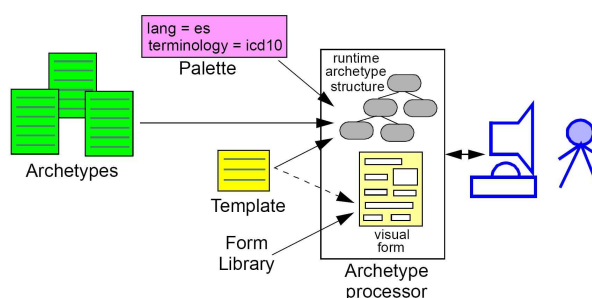 lang = es
terminology = icd10
Palette
runtime
archetype
structure
Archetypes
Template
Form
Library
visual
form
Archetype
processor